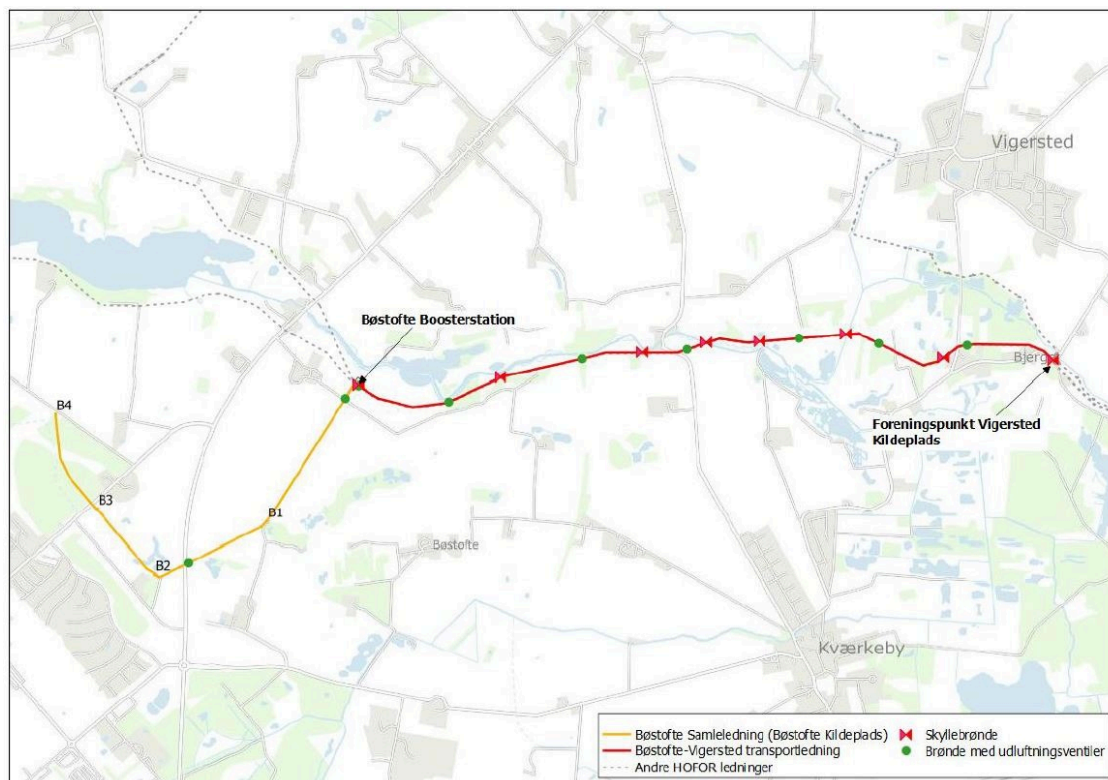 Vigersted
Bøstofte Boosterstation
Bjerge
B4
Foreningspunkt Vigersted
Kildeplads
B3
B1
Bøstofte
B2
Kværkeby
Bøstofte Samleledning (Bøstofte Kildeplads)
Bøstofte-Vigersted transportledning
Andre HOFOR ledninger
Skyllebrønde
Brønde med udluftningsventiler